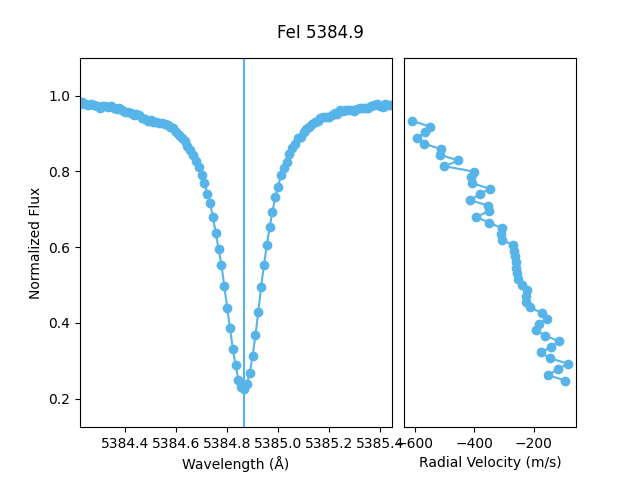 FeI 5384.9
Normalized Flux
1.0
0.8
0.6
0.4
0.2
5384.4 5384.6 5384.8 5385.0 5385.2 5385.4
Wavelength (Å)
−600 −400 −200
Radial Velocity (m/s)